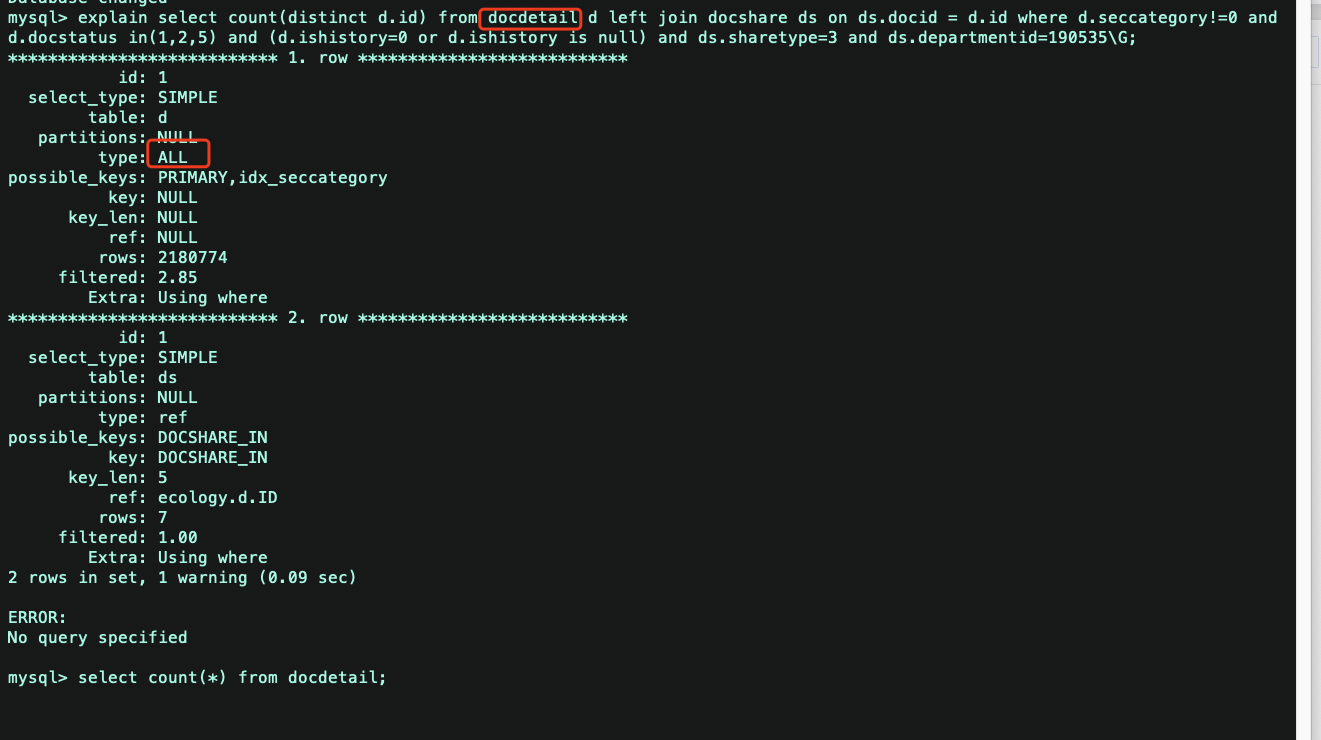 Database changed
mysql> explain select count(distinct d.id) from docdetail d left join docshare ds on ds.docid = d.id where d.seccategory!=0 and
d.docstatus in(1,2,5) and (d.ishistory=0 or d.ishistory is null) and ds.sharetype=3 and ds.departmentid=190535\G;
*************************** 1. row ***************************
id: 1
select_type: SIMPLE
table: d
partitions: NULL
type: ALL
possible_keys: PRIMARY,idx_seccategory
key: NULL
key_len: NULL
ref: NULL
rows: 2180774
filtered: 2.85
Extra: Using where
*************************** 2. row ***************************
id: 1
select_type: SIMPLE
table: ds
partitions: NULL
type: ref
possible_keys: DOCSHARE_IN
key: DOCSHARE_IN
key_len: 5
ref: ecology.d.ID
rows: 7
filtered: 1.00
Extra: Using where
2 rows in set, 1 warning (0.09 sec)
ERROR:
No query specified
mysql> select count(*) from docdetail;